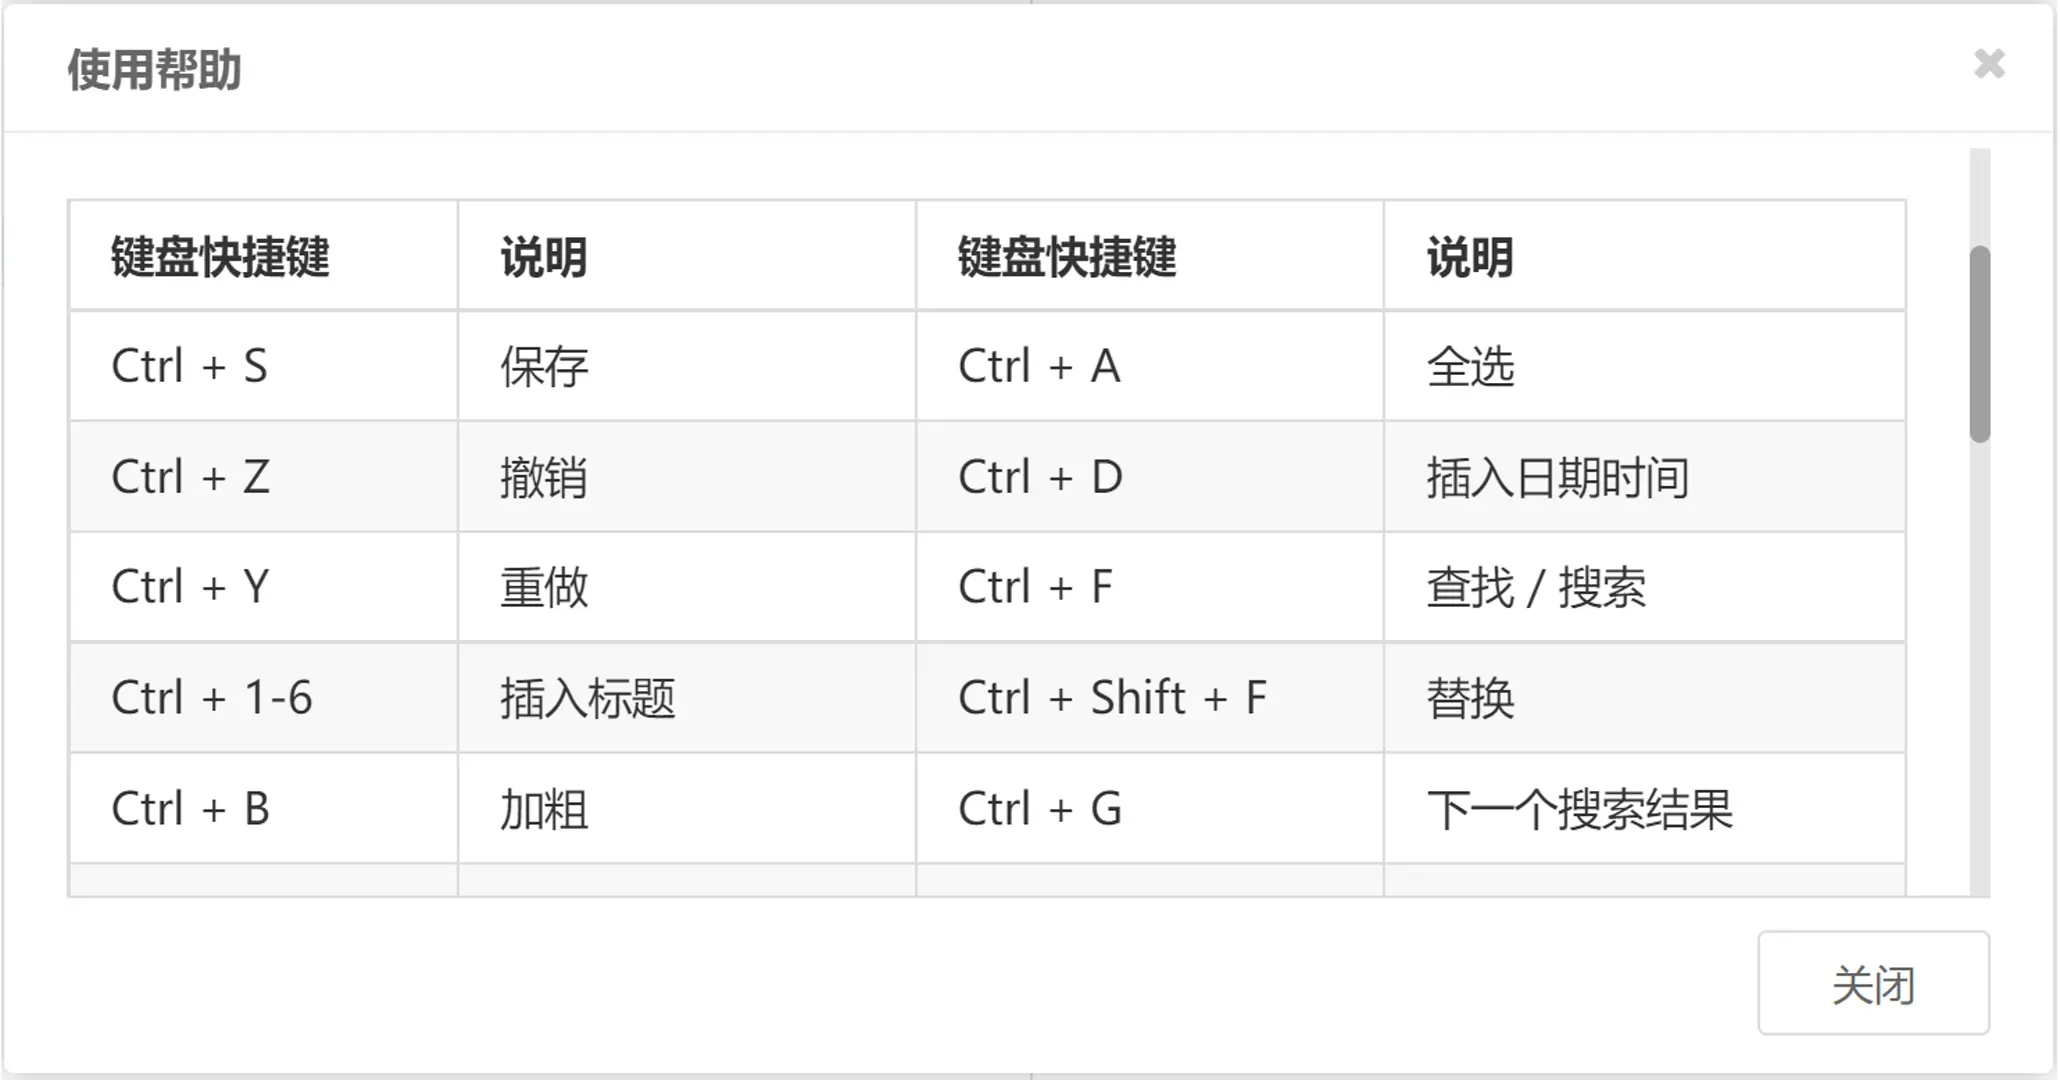 使用帮助
键盘快捷键 说明 键盘快捷键 说明
Ctrl + S 保存 Ctrl + A 全选
Ctrl + Z 撤销 Ctrl + D 插入日期时间
Ctrl + Y 重做 Ctrl + F 查找 / 搜索
Ctrl + 1-6 插入标题 Ctrl + Shift + F 替换
Ctrl + B 加粗 Ctrl + G 下一个搜索结果
关闭